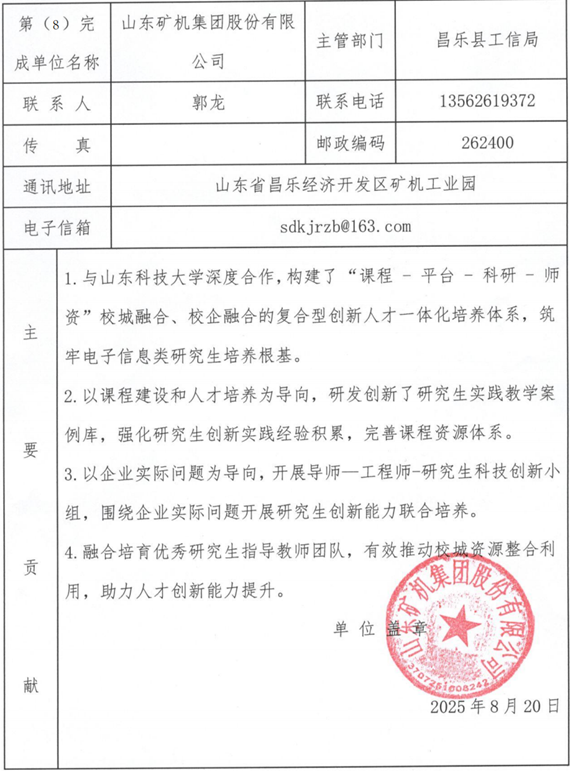 第（8）完 山东矿机集团股份有限 主管部门 昌乐县工信局
成单位名称 公司
联 系 人 郭龙 联系电话 13562619372
传 真 邮政编码 262400
通讯地址 山东省昌乐经济开发区矿机工业园
电子信箱 sdkjrzb@163.com
主要贡献
1.与山东科技大学深度合作，构建了“课程 - 平台 - 科研 - 师
资”校城融合、校企融合的复合型创新人才一体化培养体系，筑
牢电子信息类研究生培养根基。
2.以课程建设和人才培养为导向，研发创新了研究生实践教学案
例库，强化研究生创新实践经验积累，完善课程资源体系。
3.以企业实际问题为导向，开展导师—工程师-研究生科技创新小
组，围绕企业实际问题开展研究生创新能力联合培养。
4.融合培育优秀研究生指导教师团队，有效推动校城资源整合利
用，助力人才创新能力提升。
单 位 盖 章
山东矿机集团股份有限公司
2025 年 8 月 20 日